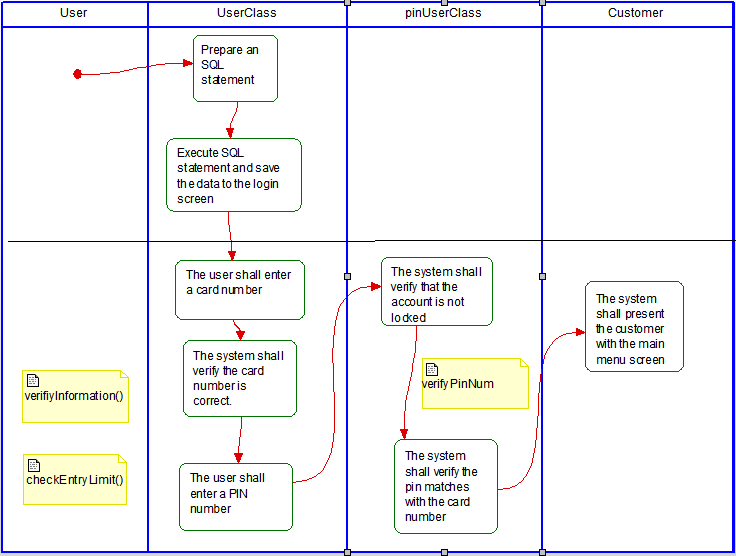 User
UserClass
pinUserClass
Customer
Prepare an
SQL
statement
Execute SQL
statement and save
the data to the login
screen
The user shall enter
a card number
The system shall
verify the card
number is
correct.
The user shall
enter a PIN
number
The system shall
verify that the
account is not
locked
The system
shall verify the
pin matches
with the card
number
The system
shall present
the customer
with the main
menu screen
verifiyInformation()
checkEntryLimit()
verifyPinNum